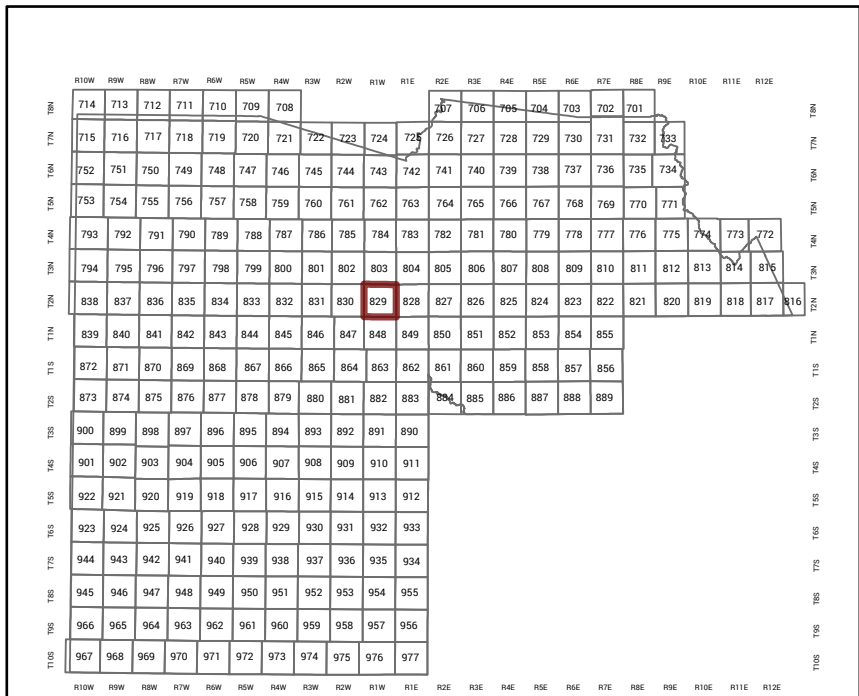 R10W R9W R8W R7W R6W R5W R4W R3W R2W R1W R1E R2E R3E R4E R5E R6E R7E R8E R9E R10E R11E R12E
T8N 714 713 712 711 710 709 708 707 706 705 704 703 702 701 T8N
T7N 715 716 717 718 719 720 721 722 723 724 725 726 727 728 729 730 731 732 733 T7N
T6N 752 751 750 749 748 747 746 745 744 743 742 741 740 739 738 737 736 735 734 T6N
T5N 753 754 755 756 757 758 759 760 761 762 763 764 765 766 767 768 769 770 771 T5N
T4N 793 792 791 790 789 788 787 786 785 784 783 782 781 780 779 778 777 776 775 774 773 772 T4N
T3N 794 795 796 797 798 799 800 801 802 803 804 805 806 807 808 809 810 811 812 813 814 815 T3N
T2N 838 837 836 835 834 833 832 831 830 829 828 827 826 825 824 823 822 821 820 819 818 817 816 T2N
T1N 839 840 841 842 843 844 845 846 847 848 849 850 851 852 853 854 855 T1N
T1S 872 871 870 869 868 867 866 865 864 863 862 861 860 859 858 857 856 T1S
T2S 873 874 875 876 877 878 879 880 881 882 883 884 885 886 887 888 889 T2S
T3S 900 899 898 897 896 895 894 893 892 891 890 T3S
T4S 901 902 903 904 905 906 907 908 909 910 911 T4S
T5S 922 921 920 919 918 917 916 915 914 913 912 T5S
T6S 923 924 925 926 927 928 929 930 931 932 933 T6S
T7S 944 943 942 941 940 939 938 937 936 935 934 T7S
T8S 945 946 947 948 949 950 951 952 953 954 955 T8S
T9S 966 965 964 963 962 961 960 959 958 957 956 T9S
T10S 967 968 969 970 971 972 973 974 975 976 977 T10S
R10W R9W R8W R7W R6W R5W R4W R3W R2W R1W R1E R2E R3E R4E R5E R6E R7E R8E R9E R10E R11E R12E